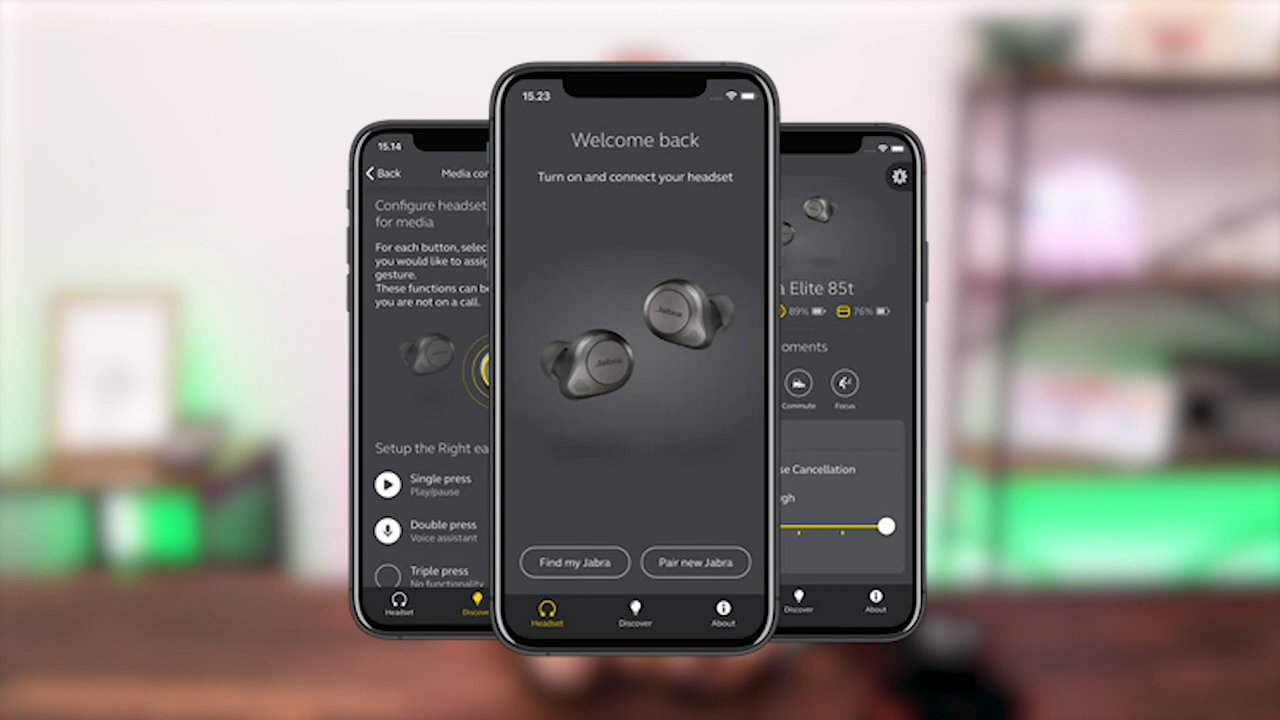 15.14
Back
Media con
Configure headset
for media
For each button, selec
you would like to assig
gesture.
These functions can be
you are not on a call.
Setup the Right ea
Single press
Play/pause
Double press
Voice assistant
Triple press
No functionality
Headset
Discover
15.23
Welcome back
Turn on and connect your headset
Jabra
Jabra
Find my Jabra
Pair new Jabra
Headset
Discover
About
a Elite 85t
89%
76%
oments
Commute
Focus
se Cancellation
gh
Discover
About